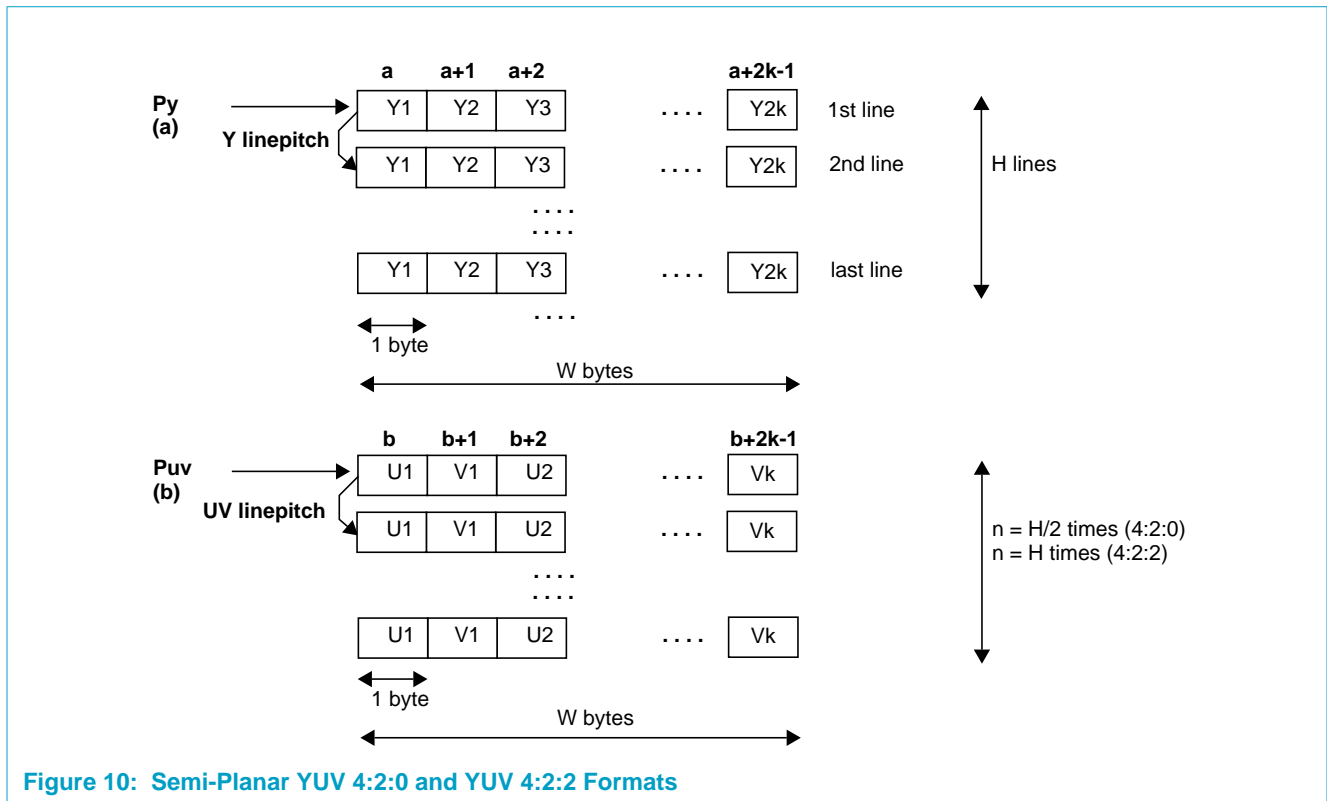 a a+1 a+2 a+2k-1
Py
(a)
Y1 Y2 Y3 . . . . Y2k 1st line
Y linepitch
Y1 Y2 Y3 . . . . Y2k 2nd line
H lines
. . . .
. . . .
Y1 Y2 Y3 . . . . Y2k last line
. . . .
1 byte
W bytes
b b+1 b+2 b+2k-1
Puv
(b)
U1 V1 U2 . . . . Vk
UV linepitch
U1 V1 U2 . . . . Vk
n = H/2 times (4:2:0)
n = H times (4:2:2)
. . . .
. . . .
U1 V1 U2 . . . . Vk
1 byte
W bytes
Figure 10: Semi-Planar YUV 4:2:0 and YUV 4:2:2 Formats